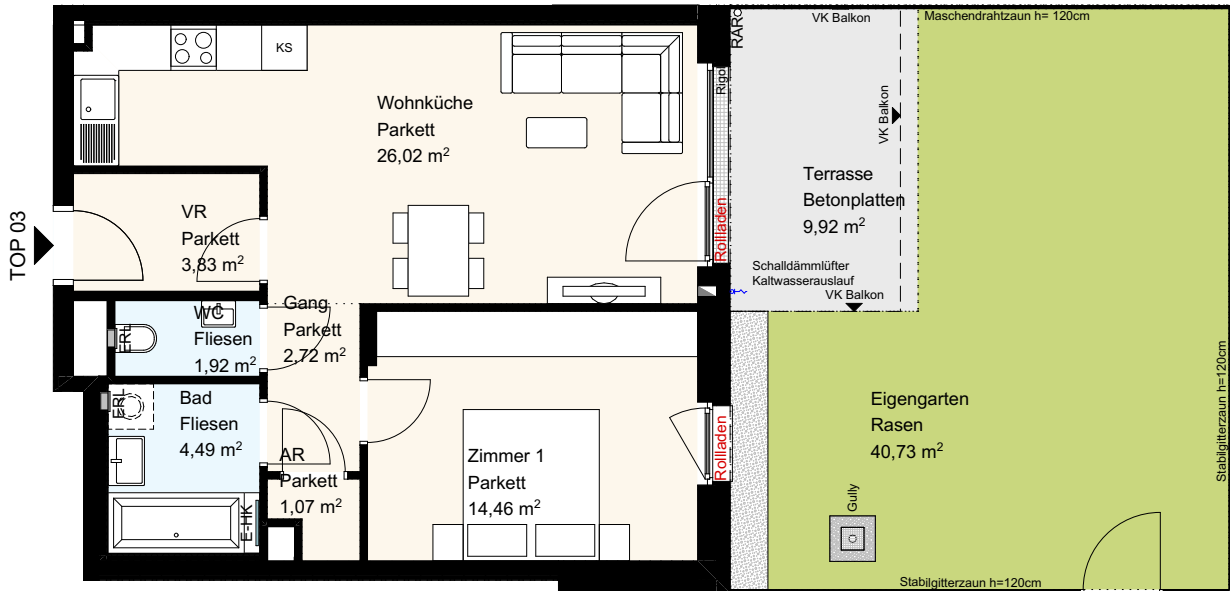 TOP 03
KS
Wohnküche
Parkett
26,02 m²
VR
Parkett
3,83 m²
WC
Fliesen
1,92 m²
ERL
Gang
Parkett
2,72 m²
Bad
Fliesen
4,49 m²
ERL
E-HK
AR
Parkett
1,07 m²
Zimmer 1
Parkett
14,46 m²
Rigol
Rollladen
Rollladen
VK Balkon
VK Balkon
Terrasse
Betonplatten
9,92 m²
Schalldämmlüfter
Kaltwasserauslauf
VK Balkon
Maschendrahtzaun h= 120cm
Eigengarten
Rasen
40,73 m²
Gully
Stabilgitterzaun h=120cm
Stabilgitterzaun h=120cm